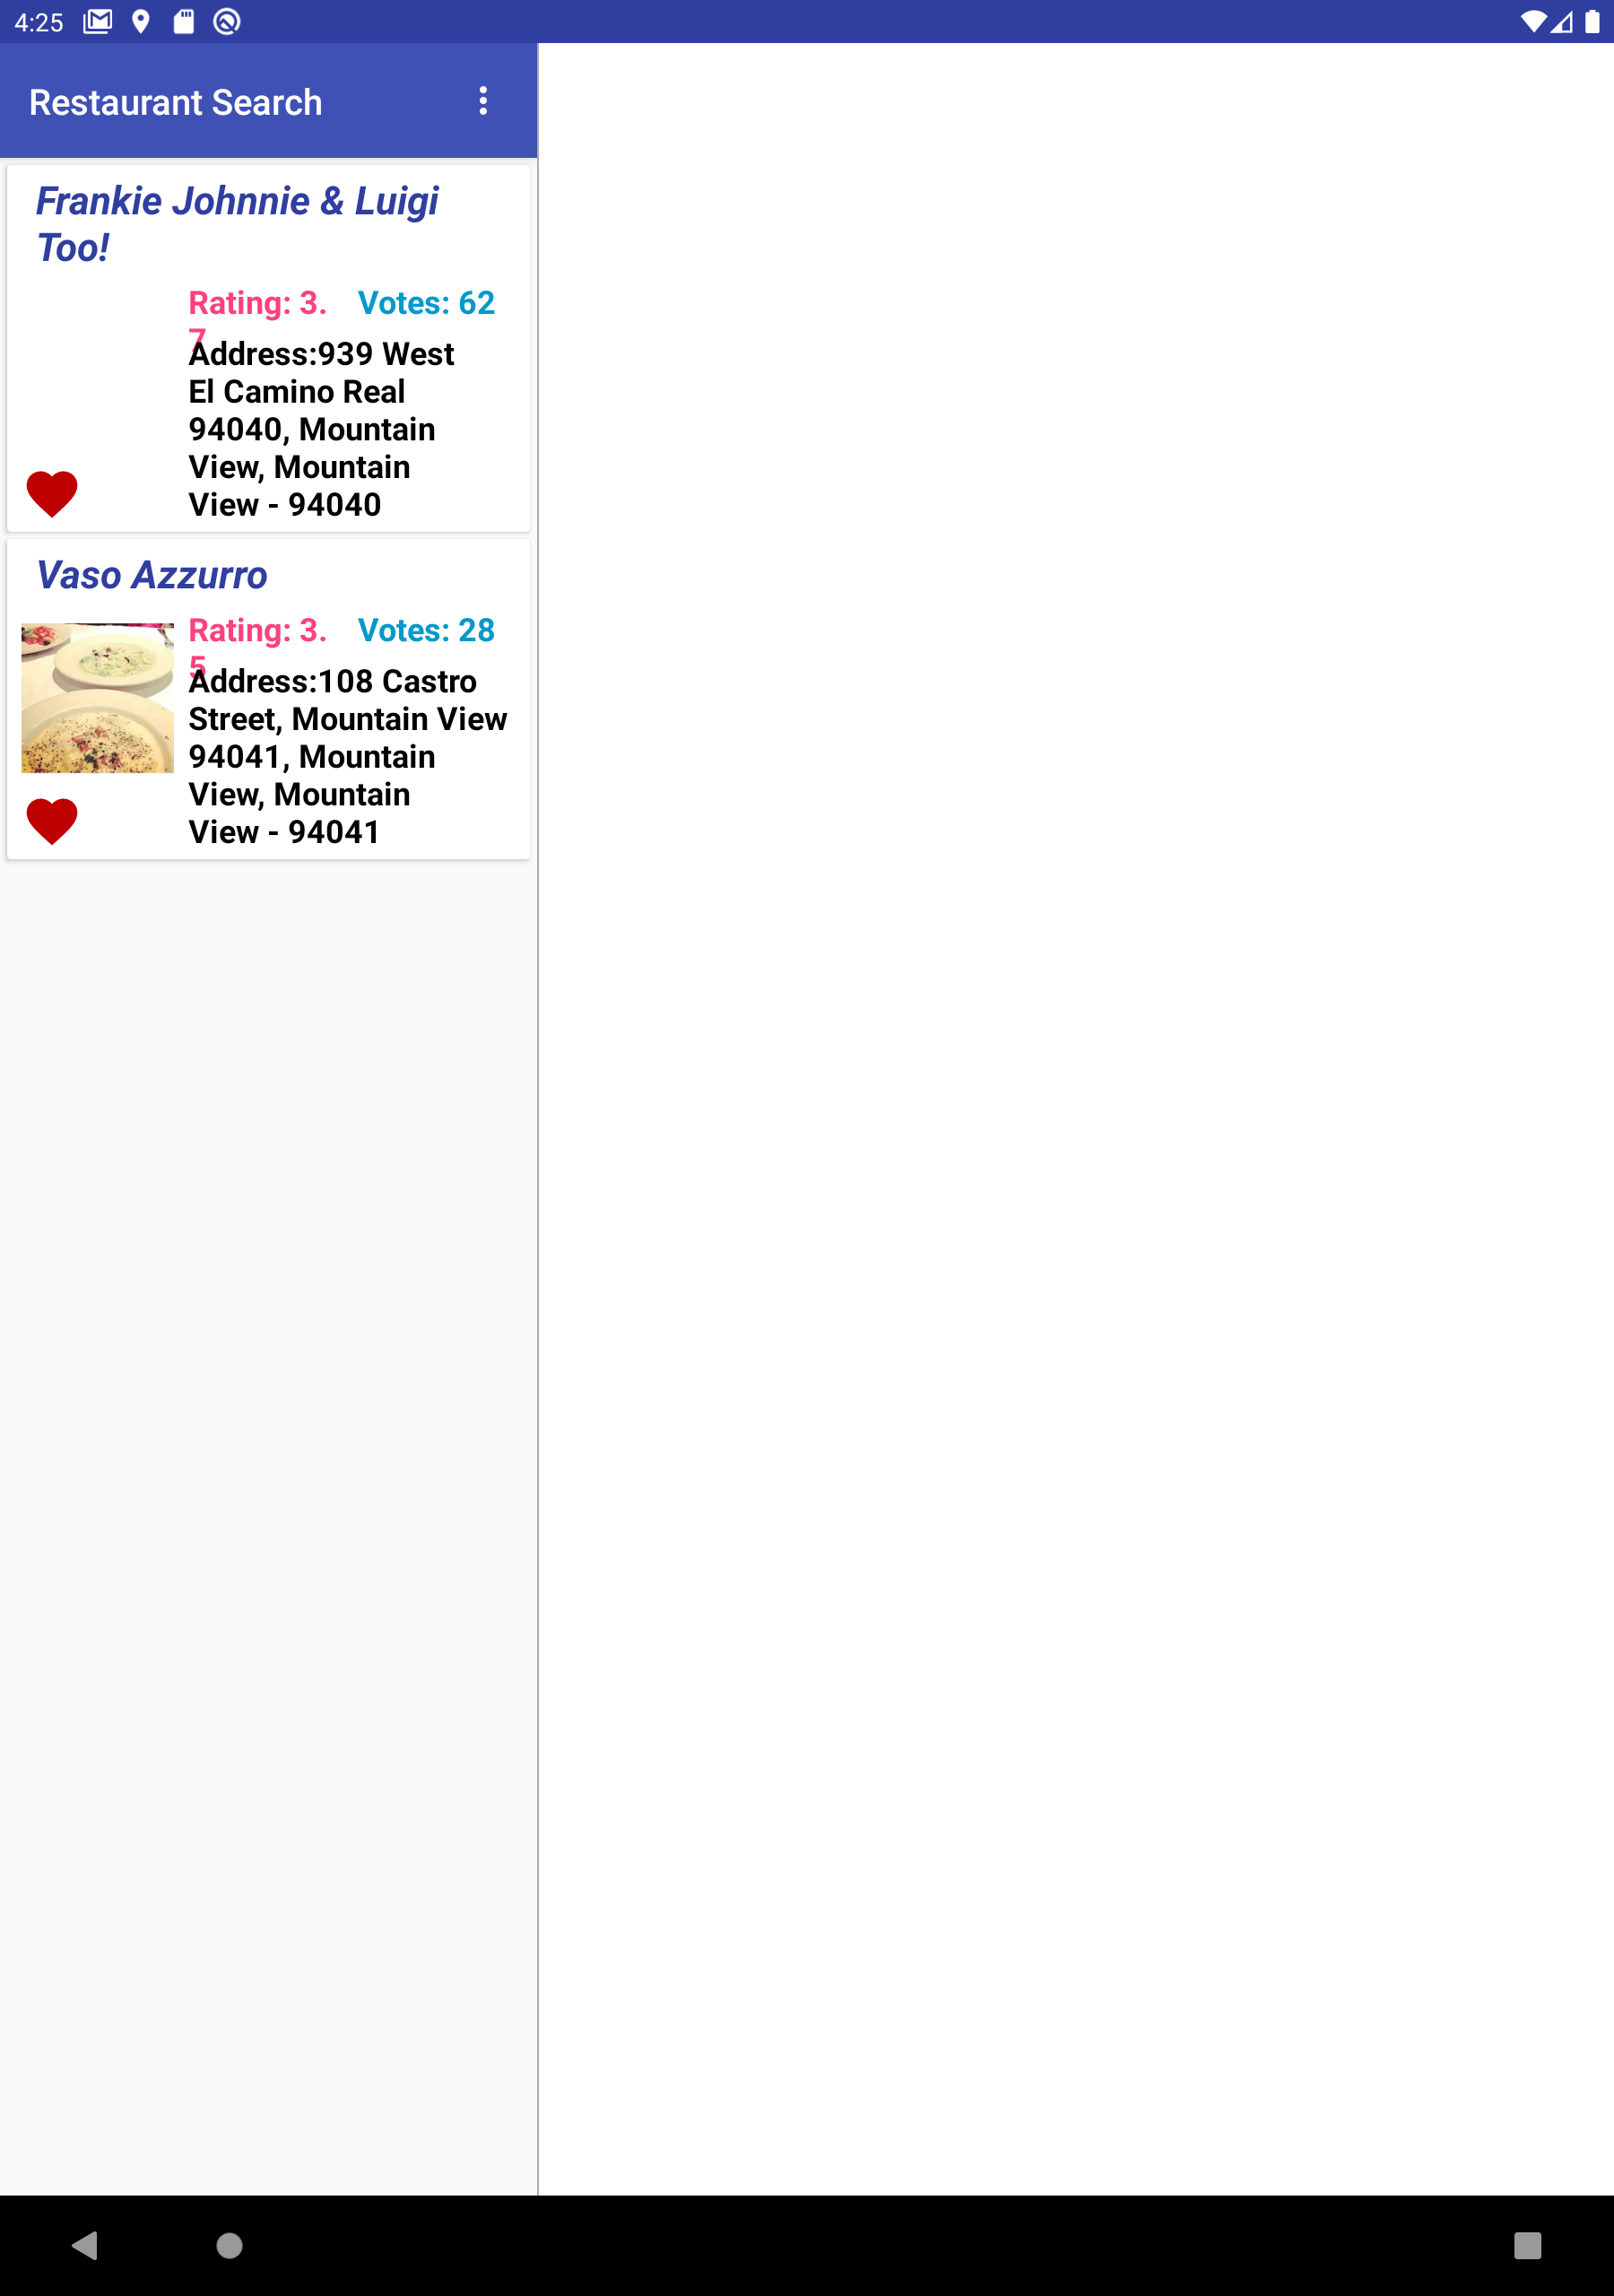 4:25
Restaurant Search
Frankie Johnnie & Luigi
Too!
Rating: 3.
7
Votes: 62
Address:939 West
El Camino Real
94040, Mountain
View, Mountain
View - 94040
Vaso Azzurro
Rating: 3.
5
Votes: 28
Address:108 Castro
Street, Mountain View
94041, Mountain
View, Mountain
View - 94041